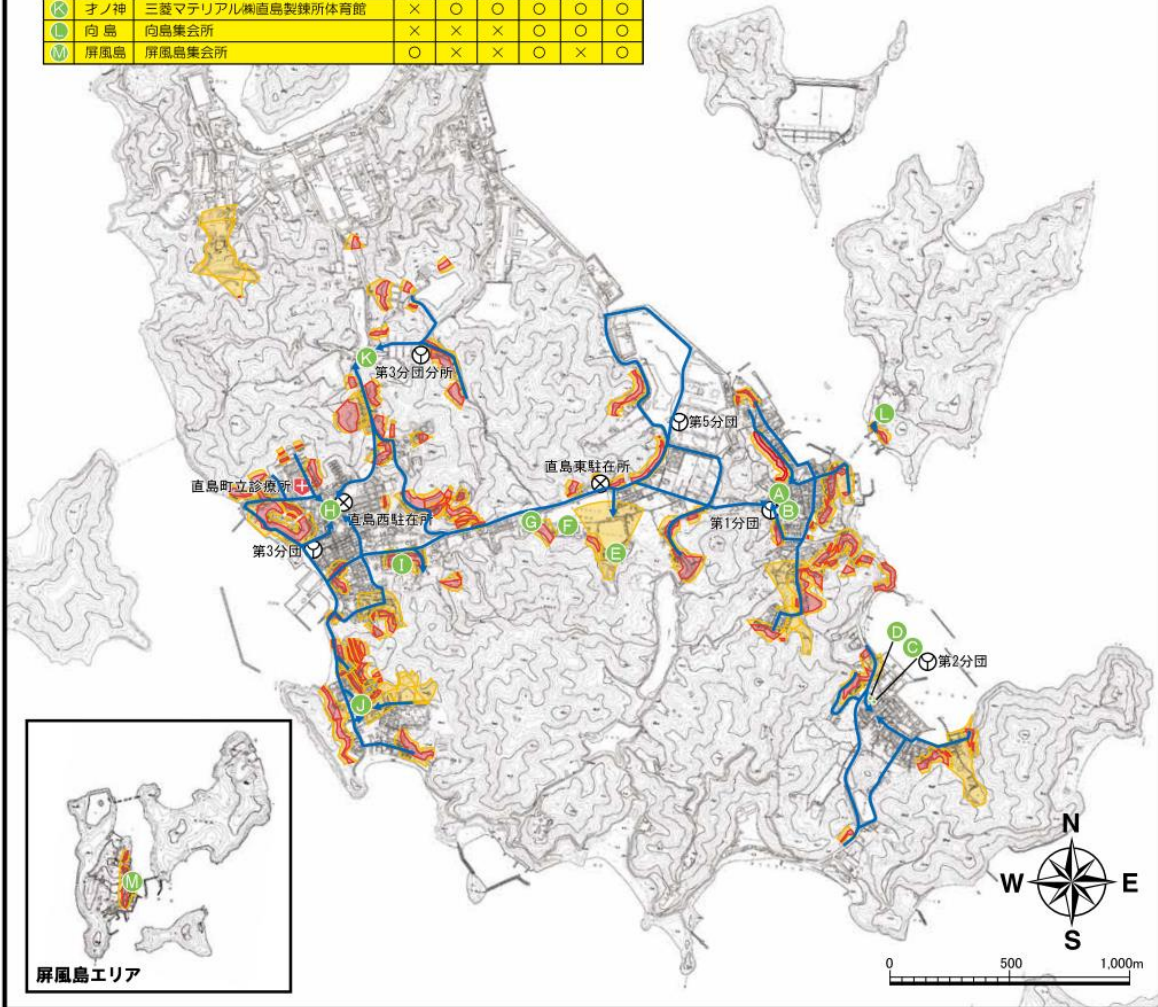 K 才ノ神 三菱マテリアル㈱直島製錬所体育館 × ○ ○ ○ ○ ○
L 向島 向島集会所 × × × ○ ○ ○
M 屏風島 屏風島集会所 ○ × × ○ × ○
K
第3分団分所
L
第5分団
直島東駐在所
直島町立診療所
H
直島西駐在所
A
B
第1分団
G
F
E
第3分団
I
D
C
第2分団
J
M
屏風島エリア
N
W
E
S
0 500 1,000m